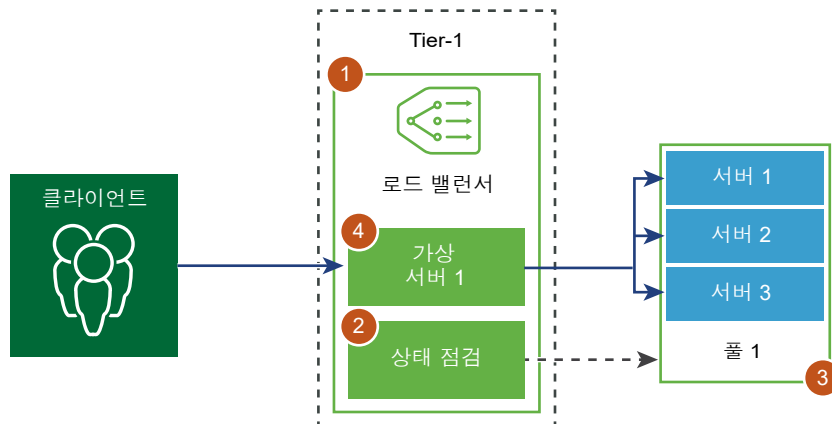 Tier-1
1
로드 밸런서
클라이언트
4
가상
서버 1
2
상태 점검
서버 1
서버 2
서버 3
풀 1
3